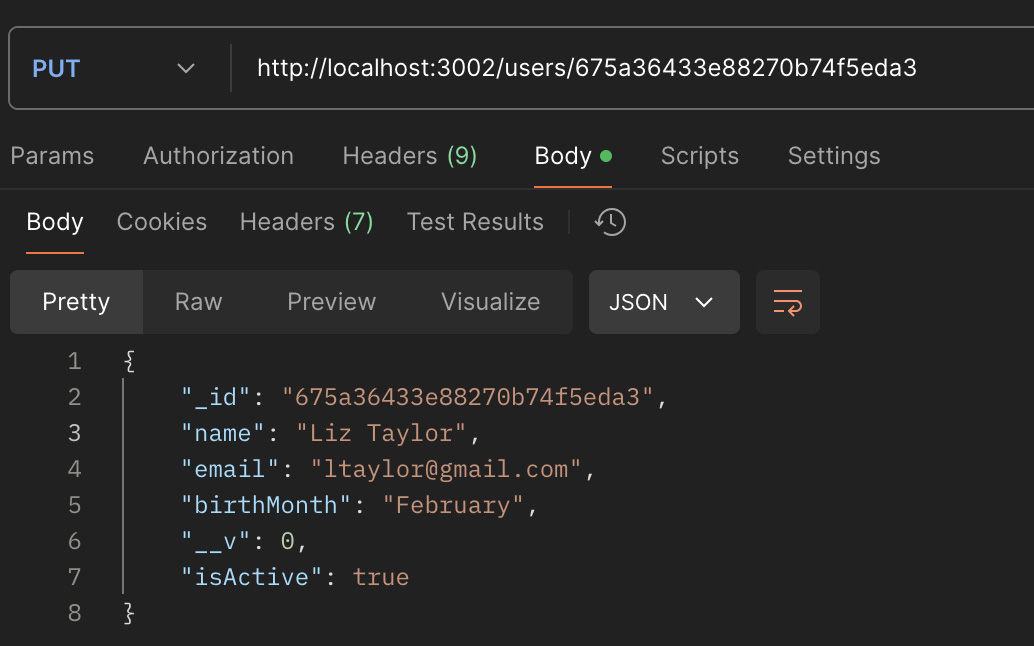 PUT http://localhost:3002/users/675a36433e88270b74f5eda3
Params Authorization Headers (9) Body Scripts Settings
Body Cookies Headers (7) Test Results
Pretty Raw Preview Visualize JSON
1 {
2 "_id": "675a36433e88270b74f5eda3",
3 "name": "Liz Taylor",
4 "email": "ltaylor@gmail.com",
5 "birthMonth": "February",
6 "__v": 0,
7 "isActive": true
8 }